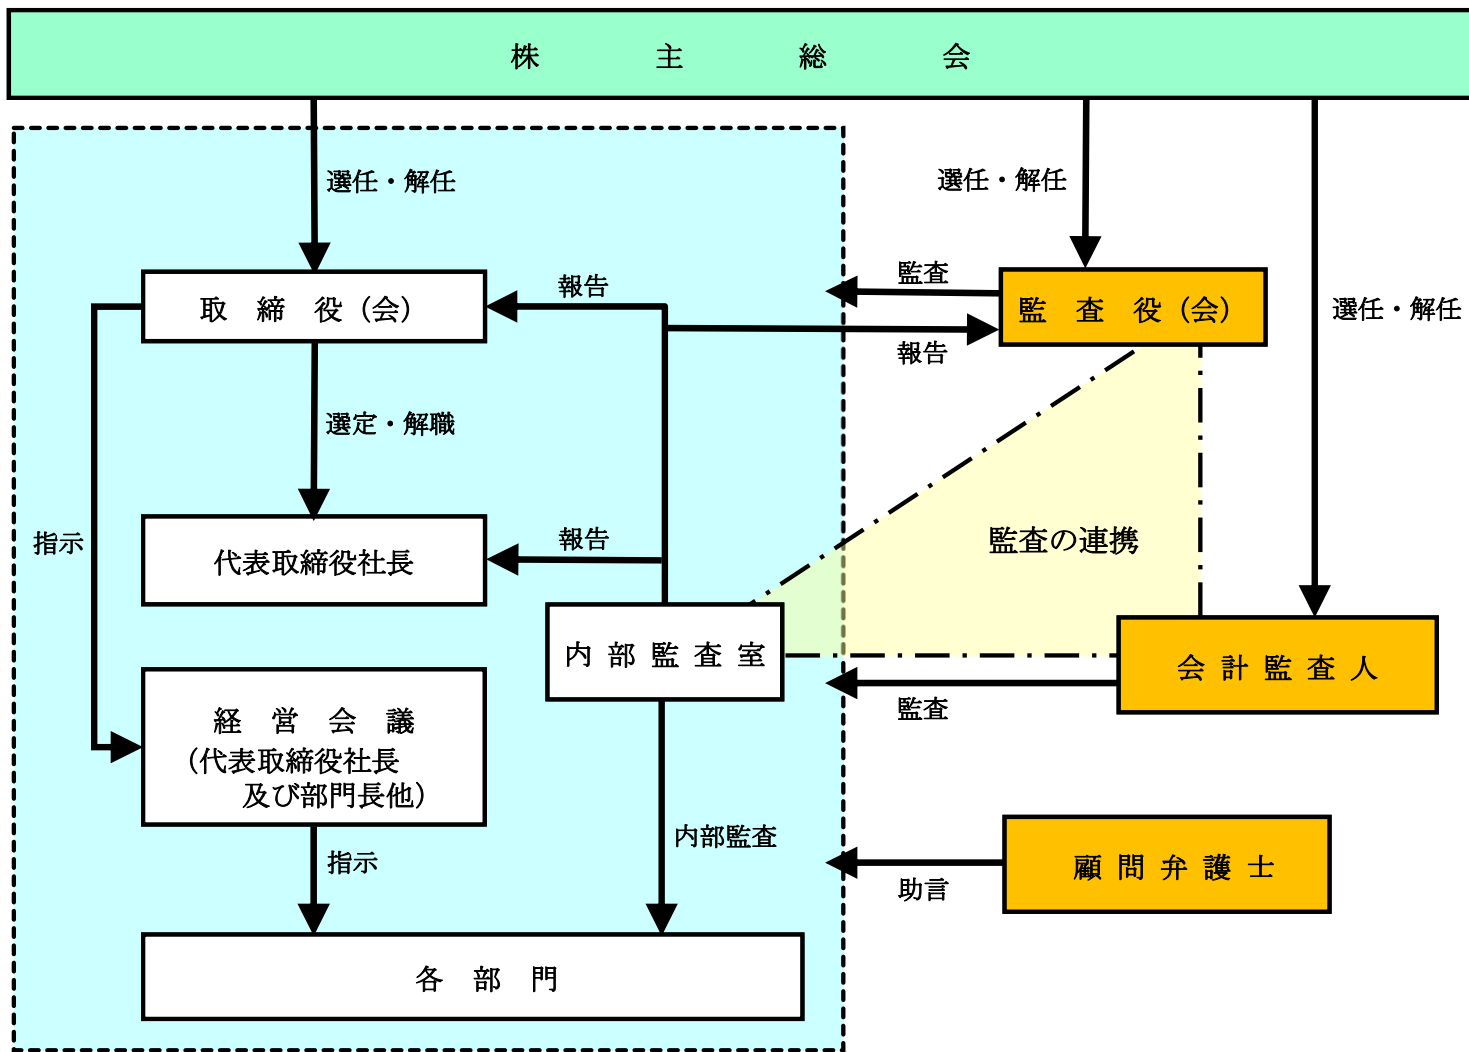 株主総会
選任・解任
選任・解任
選任・解任
取締役（会）
報告
監査
監査役（会）
報告
選定・解職
指示
代表取締役社長
報告
監査の連携
内部監査室
会計監査人
監査
経営会議
（代表取締役社長
及び部門長他）
指示
内部監査
顧問弁護士
助言
各部門